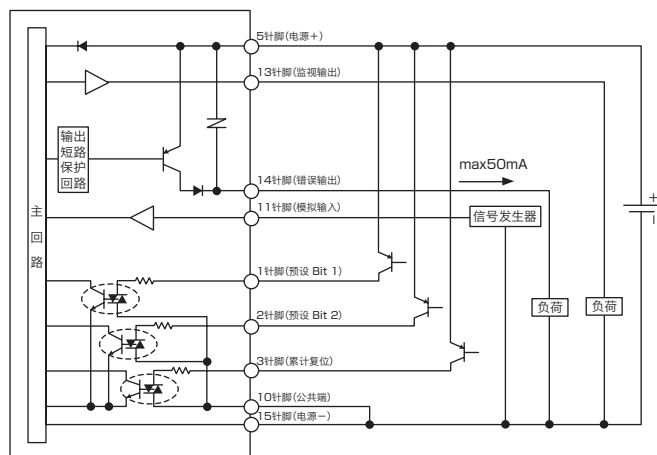 5针脚(电源+)
13针脚(监视输出)
输出
短路
保护
回路
14针脚(错误输出)
max50mA
11针脚(模拟输入)
信号发生器
主
回
路
+
−
1针脚(预设 Bit 1)
2针脚(预设 Bit 2)
负荷
负荷
3针脚(累计复位)
10针脚(公共端)
15针脚(电源−)